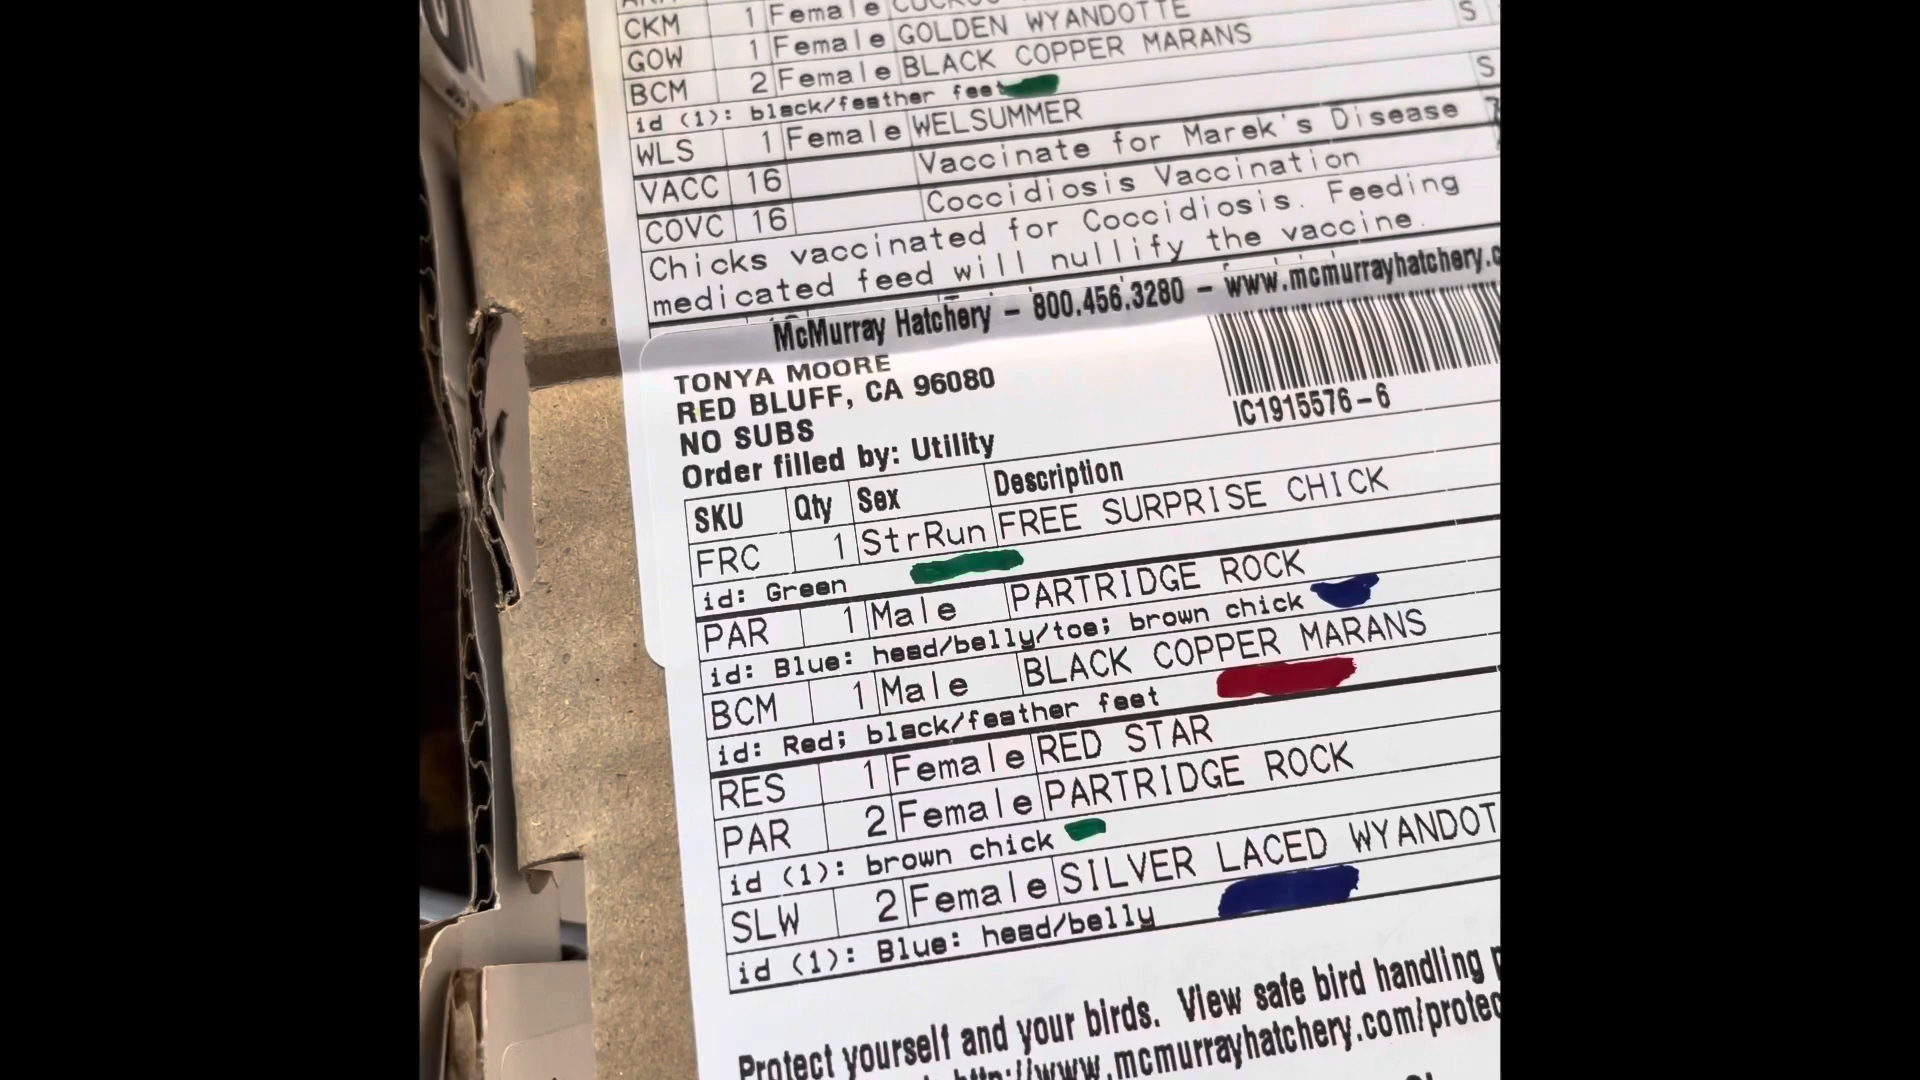 CKM 1 Female CUCKOO
GOW 1 Female GOLDEN WYANDOTTE S
BCM 2 Female BLACK COPPER MARANS
id (1): black/feather feet S
WLS 1 Female WELSUMMER
VACC 16 Vaccinate for Marek's Disease
COVC 16 Coccidiosis Vaccination
Chicks vaccinated for Coccidiosis. Feeding
medicated feed will nullify the vaccine.
McMurray Hatchery - 800.456.3280 - www.mcmurrayhatchery.c
TONYA MOORE
RED BLUFF, CA 96080
NO SUBS
IC1915576-6
Order filled by: Utility
SKU Qty Sex Description
FRC 1 StrRun FREE SURPRISE CHICK
id: Green
PAR 1 Male PARTRIDGE ROCK
id: Blue: head/belly/toe; brown chick
BCM 1 Male BLACK COPPER MARANS
id: Red; black/feather feet
RES 1 Female RED STAR
PAR 2 Female PARTRIDGE ROCK
id (1): brown chick
SLW 2 Female SILVER LACED WYANDOT
id (1): Blue: head/belly
Protect yourself and your birds. View safe bird handling p
http://www.mcmurrayhatchery.com/protec